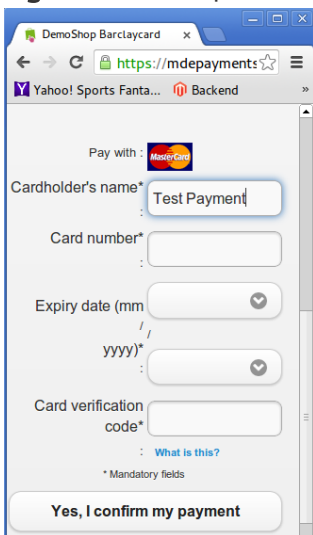 DemoShop Barclaycard
https://mdepayments
Yahoo! Sports Fanta... Backend »
Pay with : MasterCard
Cardholder's name*
: Test Payment
Card number*
:
Expiry date (mm
/ /
yyyy)*
:
Card verification
code*
: What is this?
* Mandatory fields
Yes, I confirm my payment